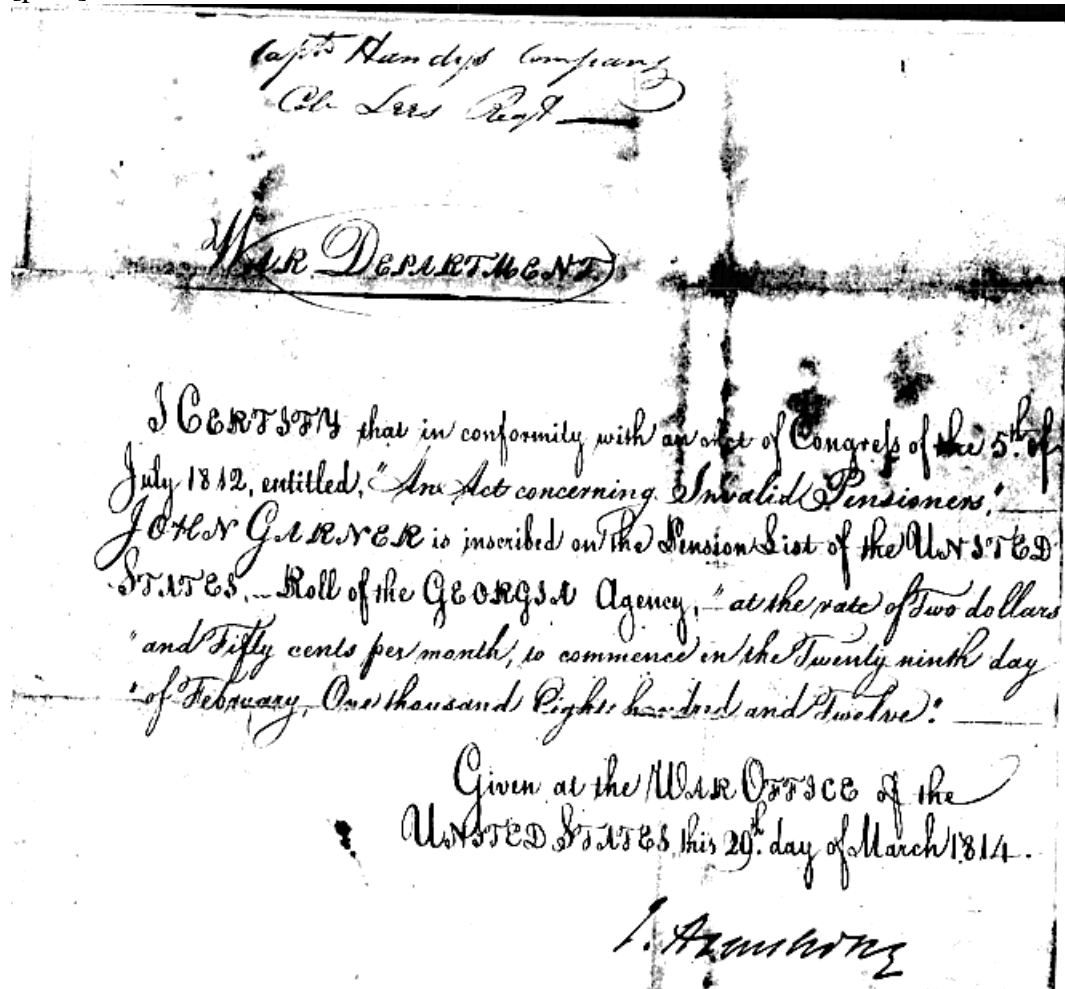 Capt. Handys Company
Col. Lees Regt
WAR DEPARTMENT
I CERTIFY that in conformity with an act of Congress of the 5th. of
July 1812, entitled, "An Act concerning Invalid Pensioners,"
JOHN GARNER is inscribed on the Pension List of the UNITED
STATES, - Roll of the GEORGIA Agency, "at the rate of Two dollars
"and Fifty cents per month, to commence on the Twenty ninth day
"of February, One thousand Eight hundred and Twelve."
Given at the WAR OFFICE of the
UNITED STATES, this 29th. day of March 1814.
J. Armstrong